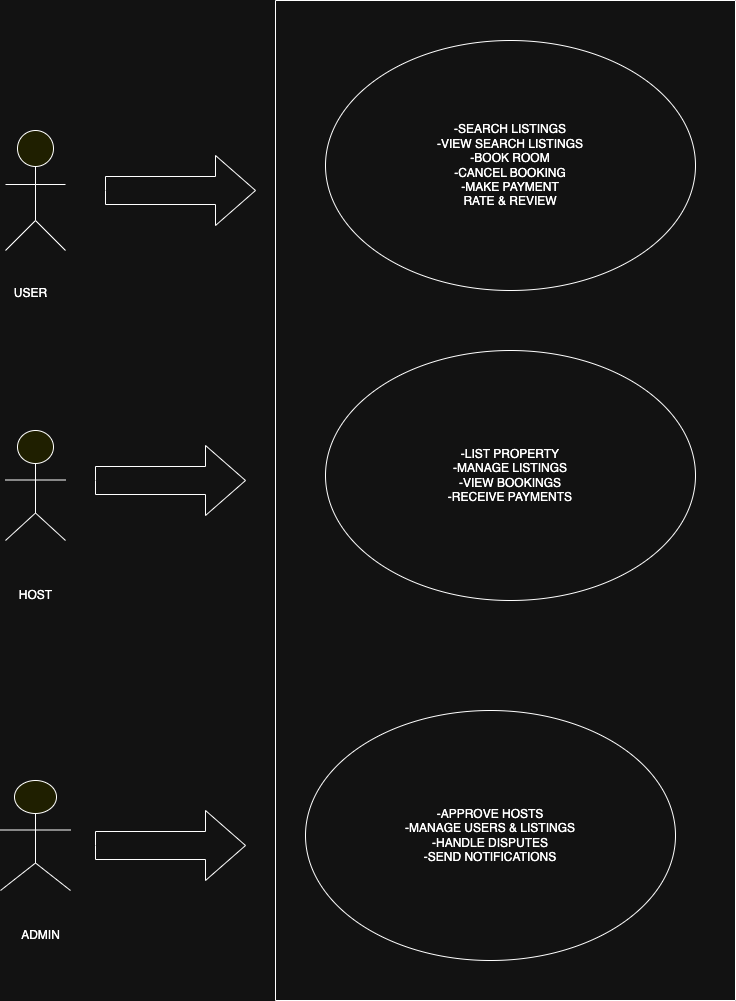 -SEARCH LISTINGS
-VIEW SEARCH LISTINGS
-BOOK ROOM
-CANCEL BOOKING
-MAKE PAYMENT
RATE & REVIEW
USER
-LIST PROPERTY
-MANAGE LISTINGS
-VIEW BOOKINGS
-RECEIVE PAYMENTS
HOST
-APPROVE HOSTS
-MANAGE USERS & LISTINGS
-HANDLE DISPUTES
-SEND NOTIFICATIONS
ADMIN